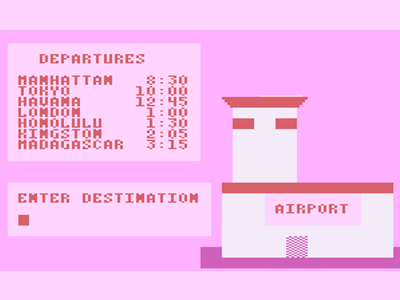 DEPARTURES
MANHATTAN 8:30
TOKYO 10:00
HAVANA 12:45
LONDON 1:00
HONOLULU 1:30
KINGSTON 2:05
MADAGASCAR 3:15
ENTER DESTINATION
AIRPORT